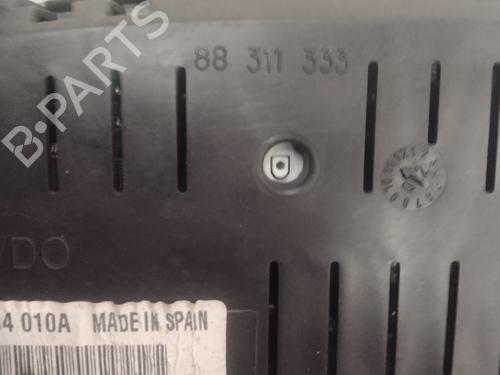 B-PARTS
88 311 333
VDO
4 010A MADE IN SPAIN